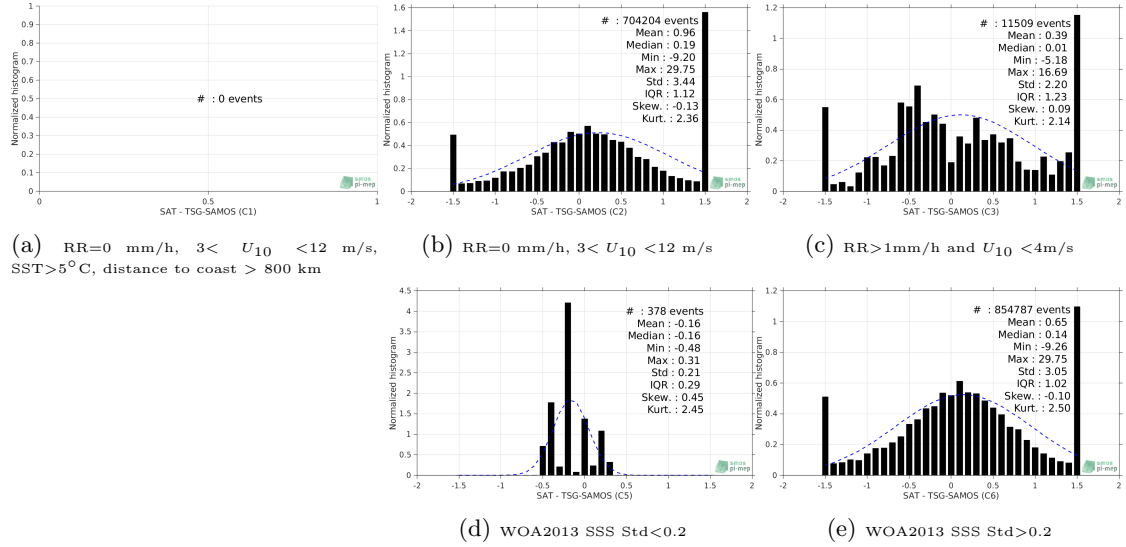 1
0.9
0.8
0.7
0.6
0.5
0.4
0.3
0.2
0.1
0
Normalized histogram
# : 0 events
smos
pi-mep
0 0.5 1
SAT - TSG-SAMOS (C1)
(a) RR=0 mm/h, 3< U10 <12 m/s,
SST>5°C, distance to coast > 800 km
1.6
1.4
1.2
1
0.8
0.6
0.4
0.2
0
Normalized histogram
# : 704204 events
Mean : 0.96
Median : 0.19
Min : -9.20
Max : 29.75
Std : 3.44
IQR : 1.12
Skew. : -0.13
Kurt. : 2.36
smos
pi-mep
-2 -1.5 -1 -0.5 0 0.5 1 1.5 2
SAT - TSG-SAMOS (C2)
(b) RR=0 mm/h, 3< U10 <12 m/s
1.2
1
0.8
0.6
0.4
0.2
0
Normalized histogram
# : 11509 events
Mean : 0.39
Median : 0.01
Min : -5.18
Max : 16.69
Std : 2.20
IQR : 1.23
Skew. : 0.09
Kurt. : 2.14
smos
pi-mep
-2 -1.5 -1 -0.5 0 0.5 1 1.5 2
SAT - TSG-SAMOS (C3)
(c) RR>1mm/h and U10 <4m/s
4.5
4
3.5
3
2.5
2
1.5
1
0.5
0
Normalized histogram
# : 378 events
Mean : -0.16
Median : -0.16
Min : -0.48
Max : 0.31
Std : 0.21
IQR : 0.29
Skew. : 0.45
Kurt. : 2.45
smos
pi-mep
-2 -1.5 -1 -0.5 0 0.5 1 1.5 2
SAT - TSG-SAMOS (C5)
(d) WOA2013 SSS Std<0.2
1.2
1
0.8
0.6
0.4
0.2
0
Normalized histogram
# : 854787 events
Mean : 0.65
Median : 0.14
Min : -9.26
Max : 29.75
Std : 3.05
IQR : 1.02
Skew. : -0.10
Kurt. : 2.50
smos
pi-mep
-2 -1.5 -1 -0.5 0 0.5 1 1.5 2
SAT - TSG-SAMOS (C6)
(e) WOA2013 SSS Std>0.2